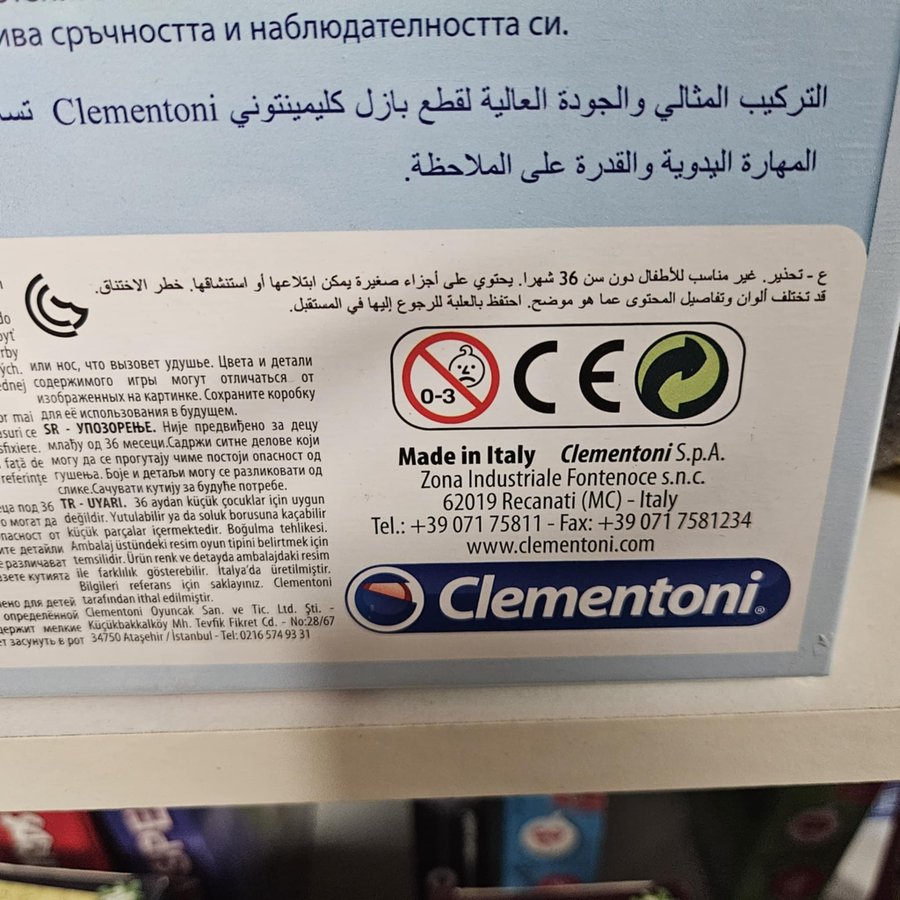 ива сръчността и наблюдателността си.
التركيب المثالي والجودة العالية لقطع بازل كليمينتوني Clementoni
المهارة اليدوية والقدرة على الملاحظة.
ع - تحذير. غير مناسب للأطفال دون سن 36 شهرا. يحتوي على أجزاء صغيرة يمكن ابتلاعها أو استنشاقها. خطر الاختناق.
قد تختلف ألوان وتفاصيل المحتوى عما هو موضح. احتفظ بالعلبة للرجوع إليها في المستقبل.
или нос, что вызовет удушье. Цвета и детали
содержимого игры могут отличаться от
изображенных на картинке. Сохраните коробку
для её использования в будущем.
SR - УПОЗОРЕЊЕ. Није предвиђено за децу
млађу од 36 месеци.Садржи ситне делове који
могу да се прогутају чиме постоји опасност од
гушења. Боје и детаљи могу се разликовати од
слике.Сачувати кутију за будуће потребе.
TR - UYARI. 36 aydan küçük çocuklar için uygun
değildir. Yutulabilir ya da soluk borusuna kaçabilir
küçük parçalar içermektedir. Boğulma tehlikesi.
Ambalaj üstündeki resim oyun tipini belirtmek için
temsilidir. Ürün renk ve detayda ambalajdaki resim
ile farklılık gösterebilir. İtalya'da üretilmiştir.
Bilgileri referans için saklayınız. Clementoni
tarafından ithal edilmiştir.
Clementoni Oyuncak San. ve Tic. Ltd. Şti. -
Küçükbakkalköy Mh. Tevfik Fikret Cd. - No:28/67
34750 Ataşehir / İstanbul - Tel: 0216 574 93 31
0-3 CE
Made in Italy Clementoni S.p.A.
Zona Industriale Fontenoce s.n.c.
62019 Recanati (MC) - Italy
Tel.: +39 071 75811 - Fax: +39 071 7581234
www.clementoni.com
Clementoni®